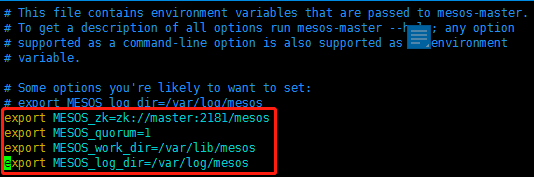 # This file contains environment variables that are passed to mesos-master.
# To get a description of all options run mesos-master --help; any option
# supported as a command-line option is also supported as environment
# variable.
# Some options you're likely to want to set:
# export MESOS_log_dir=/var/log/mesos
export MESOS_zk=zk://master:2181/mesos
export MESOS_quorum=1
export MESOS_work_dir=/var/lib/mesos
export MESOS_log_dir=/var/log/mesos